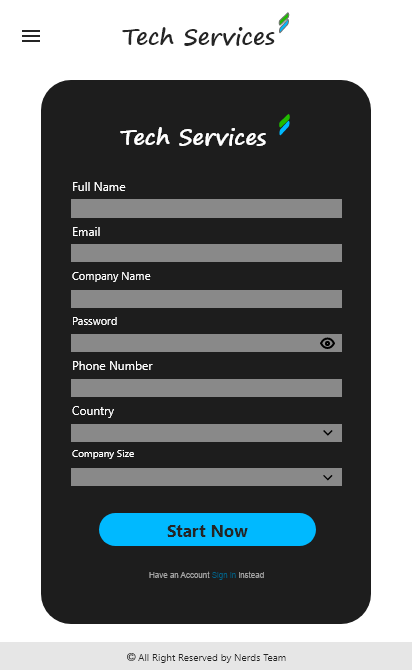 Tech Services
Tech Services
Full Name
Email
Company Name
Password
Phone Number
Country
Company Size
Start Now
Have an Account Sign in instead
© All Right Reserved by Nerds Team